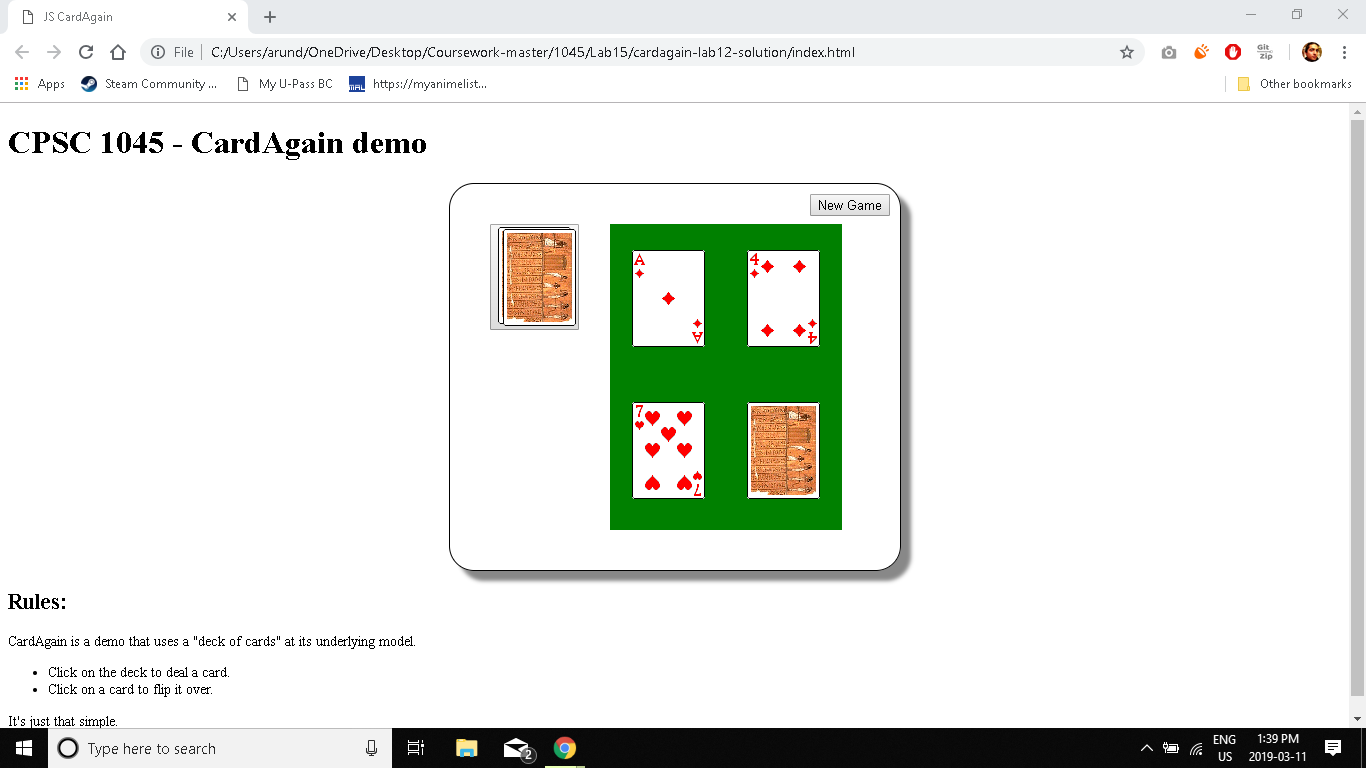 JS CardAgain
File C:/Users/arund/OneDrive/Desktop/Coursework-master/1045/Lab15/cardagain-lab12-solution/index.html
Git Zip
Apps Steam Community ... My U-Pass BC MAL https://myanimelist... Other bookmarks
CPSC 1045 - CardAgain demo
New Game
A 4
A 4
7
7
Rules:
CardAgain is a demo that uses a "deck of cards" at its underlying model.
Click on the deck to deal a card.
Click on a card to flip it over.
It's just that simple.
Type here to search 2 ENG US 1:39 PM 2019-03-11